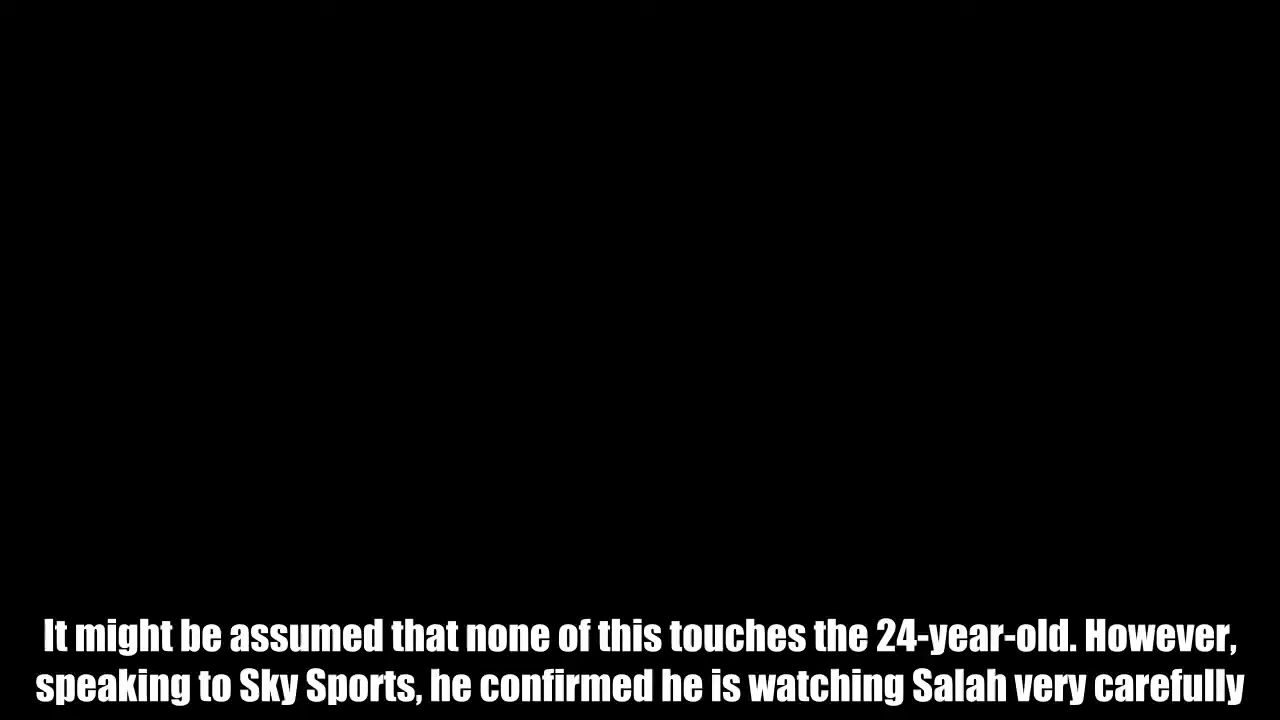 It might be assumed that none of this touches the 24-year-old. However,
speaking to Sky Sports, he confirmed he is watching Salah very carefully